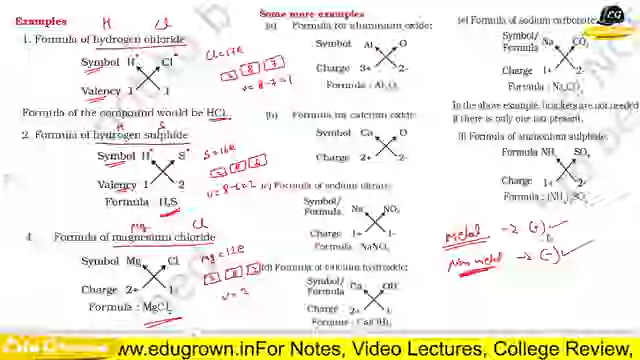 Examples
H Cl
1. Formula of hydrogen chloride
Symbol H Cl
Valency 1 1
Cl = 17e
2 8 7
v = 8-7 = 1
Formula of the compound would be HCl.
H S
2. Formula of hydrogen sulphide
Symbol H S
Valency 1 2
Formula H₂S
S = 16e
2 8 6
v = 8-6 = 2
Mg Cl
4. Formula of magnesium chloride
Symbol Mg Cl
Charge 2+ 1-
Formula : MgCl₂
Mg = 12e
2 8 2
v = 2
Some more examples
(a) Formula for aluminium oxide:
Symbol Al O
Charge 3+ 2-
Formula : Al₂O₃
(b) Formula for calcium oxide:
Symbol Ca O
Charge 2+ 2-
Formula : CaO
(c) Formula of sodium nitrate:
Symbol/
Formula Na NO₃
Charge 1+ 1-
Formula : NaNO₃
(d) Formula of calcium hydroxide:
Symbol/
Formula Ca OH
Charge 2+ 1-
Formula : Ca(OH)₂
(e) Formula of sodium carbonate:
Symbol/
Formula Na CO₃
Charge 1+ 2-
Formula : Na₂CO₃
In the above example, brackets are not needed
if there is only one ion present.
(f) Formula of ammonium sulphate:
Formula NH₄ SO₄
Charge 1+ 2-
Formula : (NH₄)₂SO₄
Metal → (+)
Non metal → (-)
www.edugrown.inFor Notes, Video Lectures, College Review,